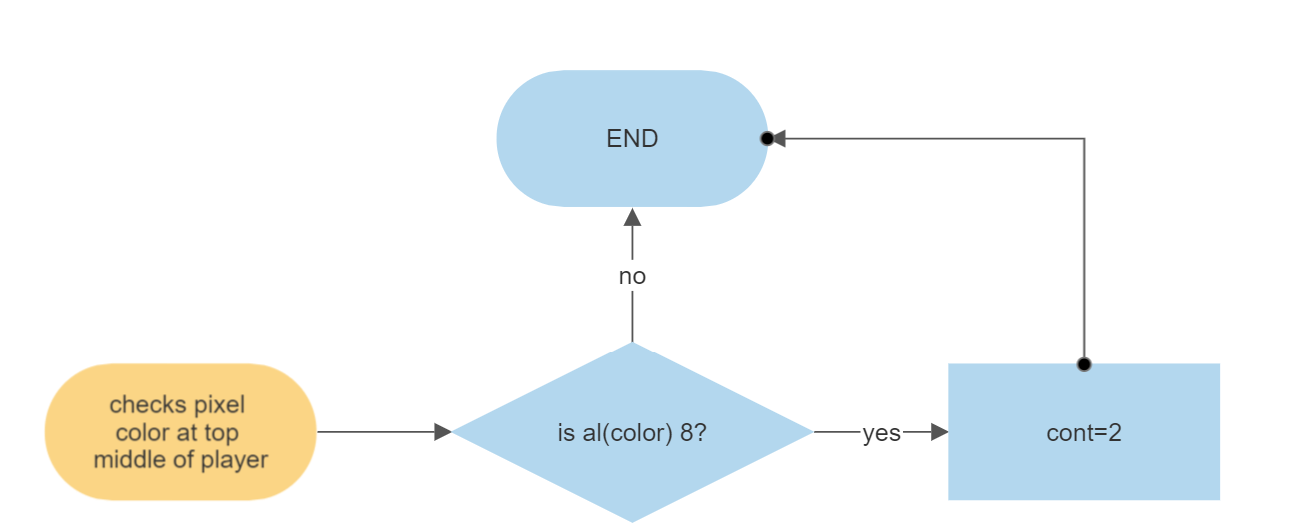 END
no
checks pixel
color at top
middle of player
is al(color) 8?
yes
cont=2